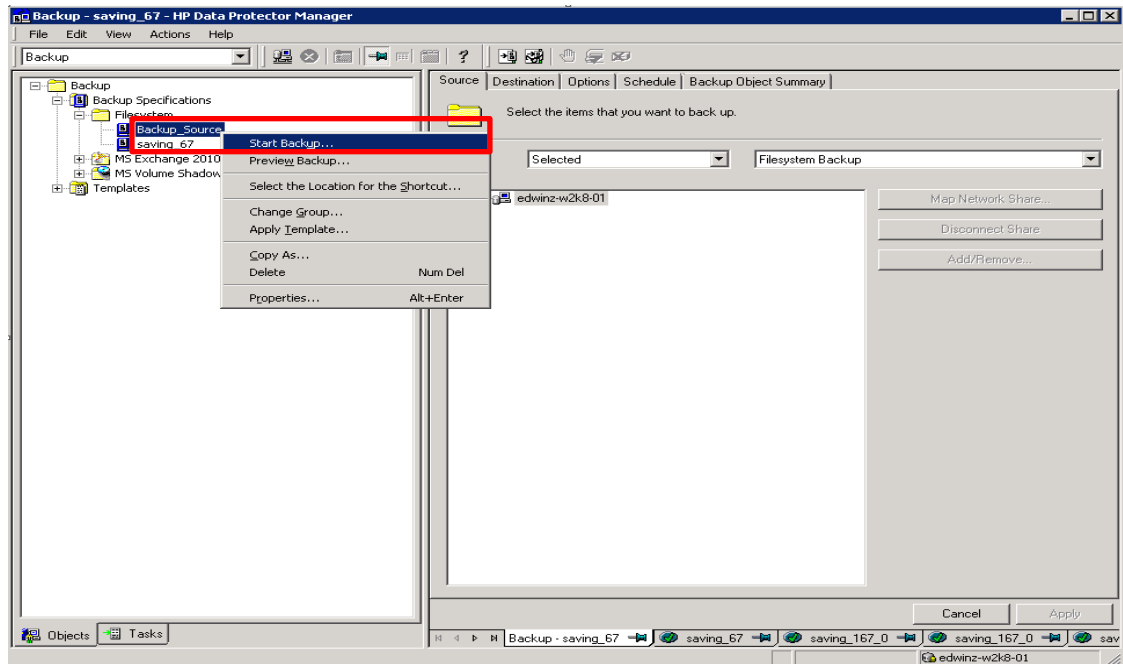 Backup - saving_67 - HP Data Protector Manager
File Edit View Actions Help
Backup
?
Backup
Backup Specifications
Filesystem
Backup_Source
saving_67
MS Exchange 2010
MS Volume Shadow
Templates
Start Backup...
Preview Backup...
Select the Location for the Shortcut...
Change Group...
Apply Template...
Copy As...
Delete Num Del
Properties... Alt+Enter
Source Destination Options Schedule Backup Object Summary
Select the items that you want to back up.
Selected Filesystem Backup
edwinz-w2k8-01
Map Network Share...
Disconnect Share
Add/Remove...
Cancel Apply
Objects Tasks
Backup - saving_67 saving_67 saving_167_0 saving_167_0 sav
edwinz-w2k8-01